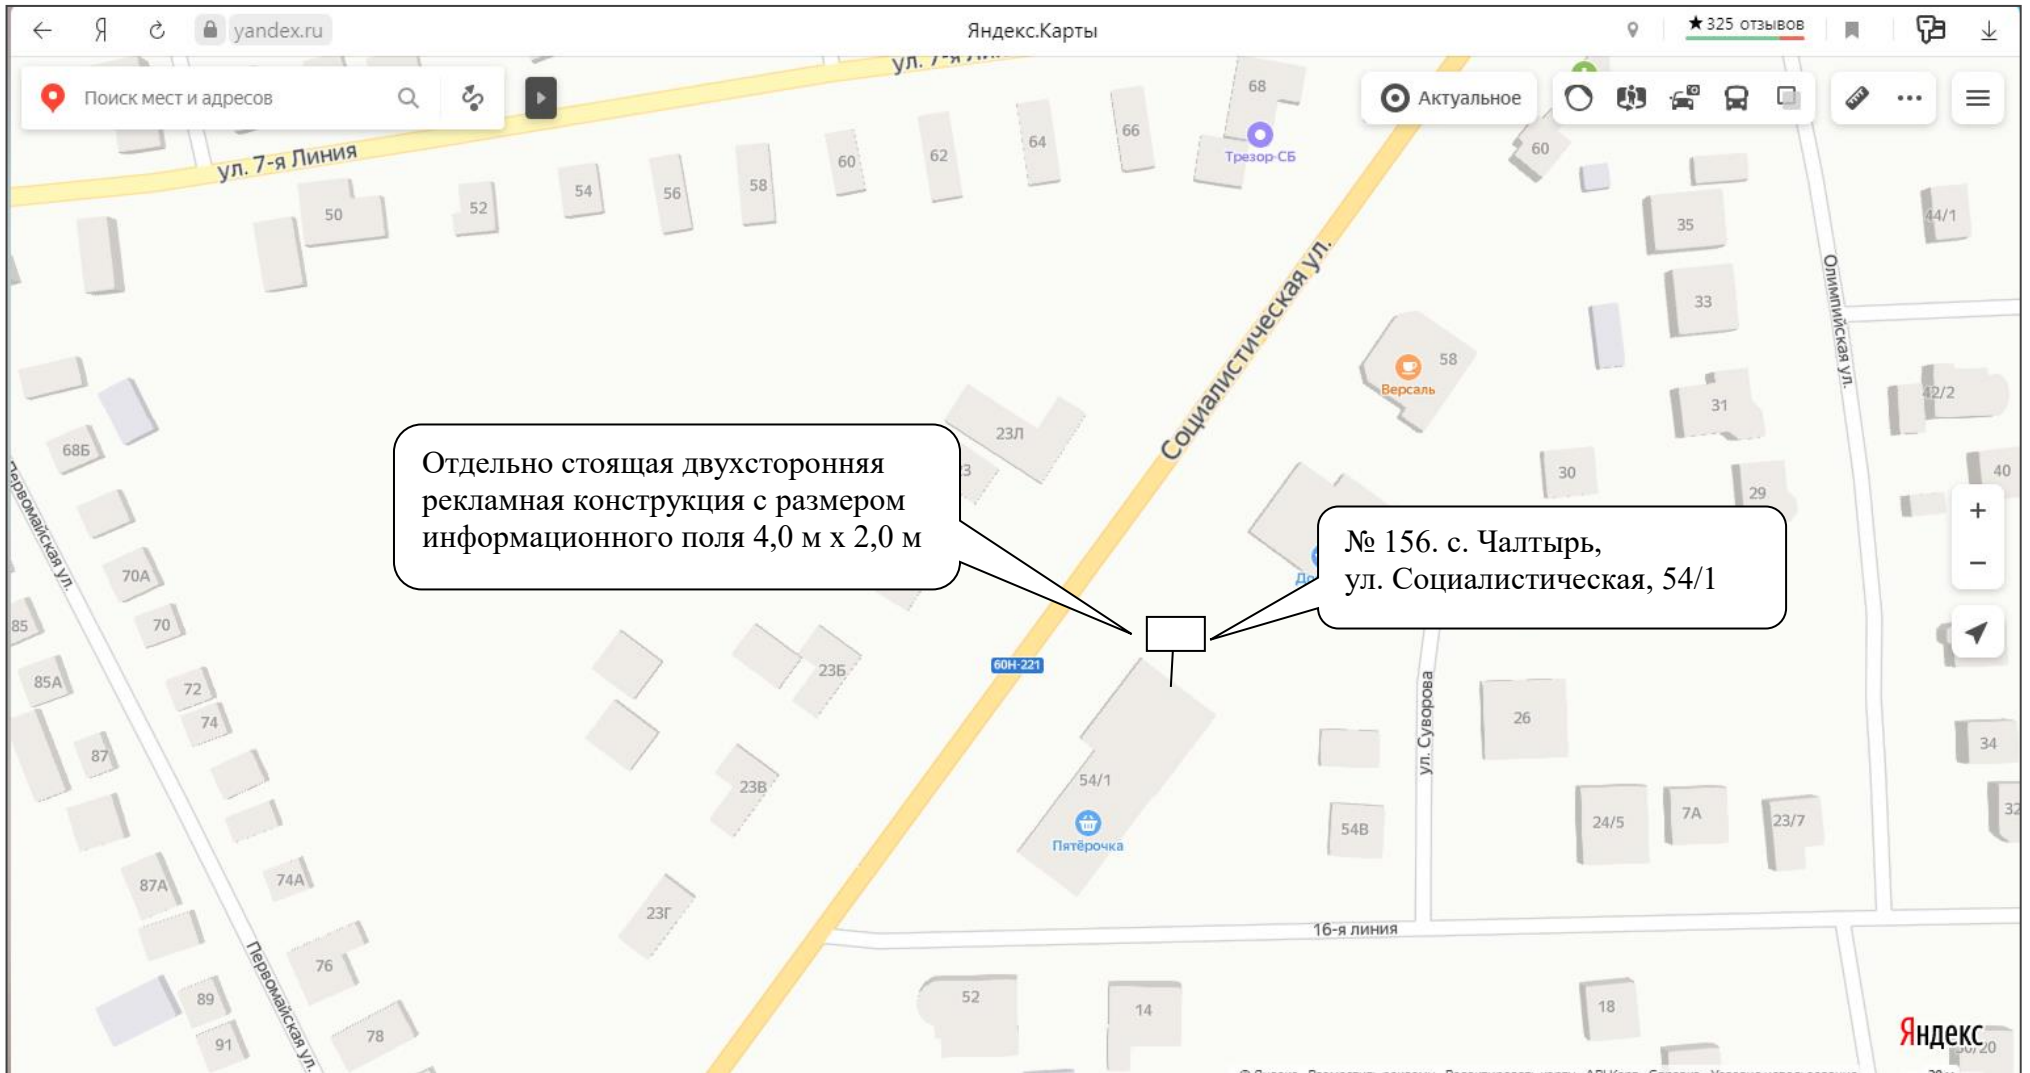 yandex.ru
Яндекс.Карты
325 отзывов
Поиск мест и адресов
Актуальное
68
Трезор СБ
60
66
64
62
60
58
56
54
52
50
ул. 7-я Линия
35
44/1
33
Олимпийская ул.
58
Версаль
31
42/2
Социалистическая ул.
23Л
30
29
40
68Б
Отдельно стоящая двухсторонняя
рекламная конструкция с размером
информационного поля 4,0 м х 2,0 м
№ 156. с. Чалтырь,
ул. Социалистическая, 54/1
Первомайская ул.
70А
70
85
85А
72
74
87
23Б
60Н-221
23В
ул. Суворова
26
34
54/1
Пятёрочка
54В
24/5
7А
23/7
32
87А
74А
23Г
16-я линия
Первомайская ул.
76
89
91
78
52
14
18
Яндекс